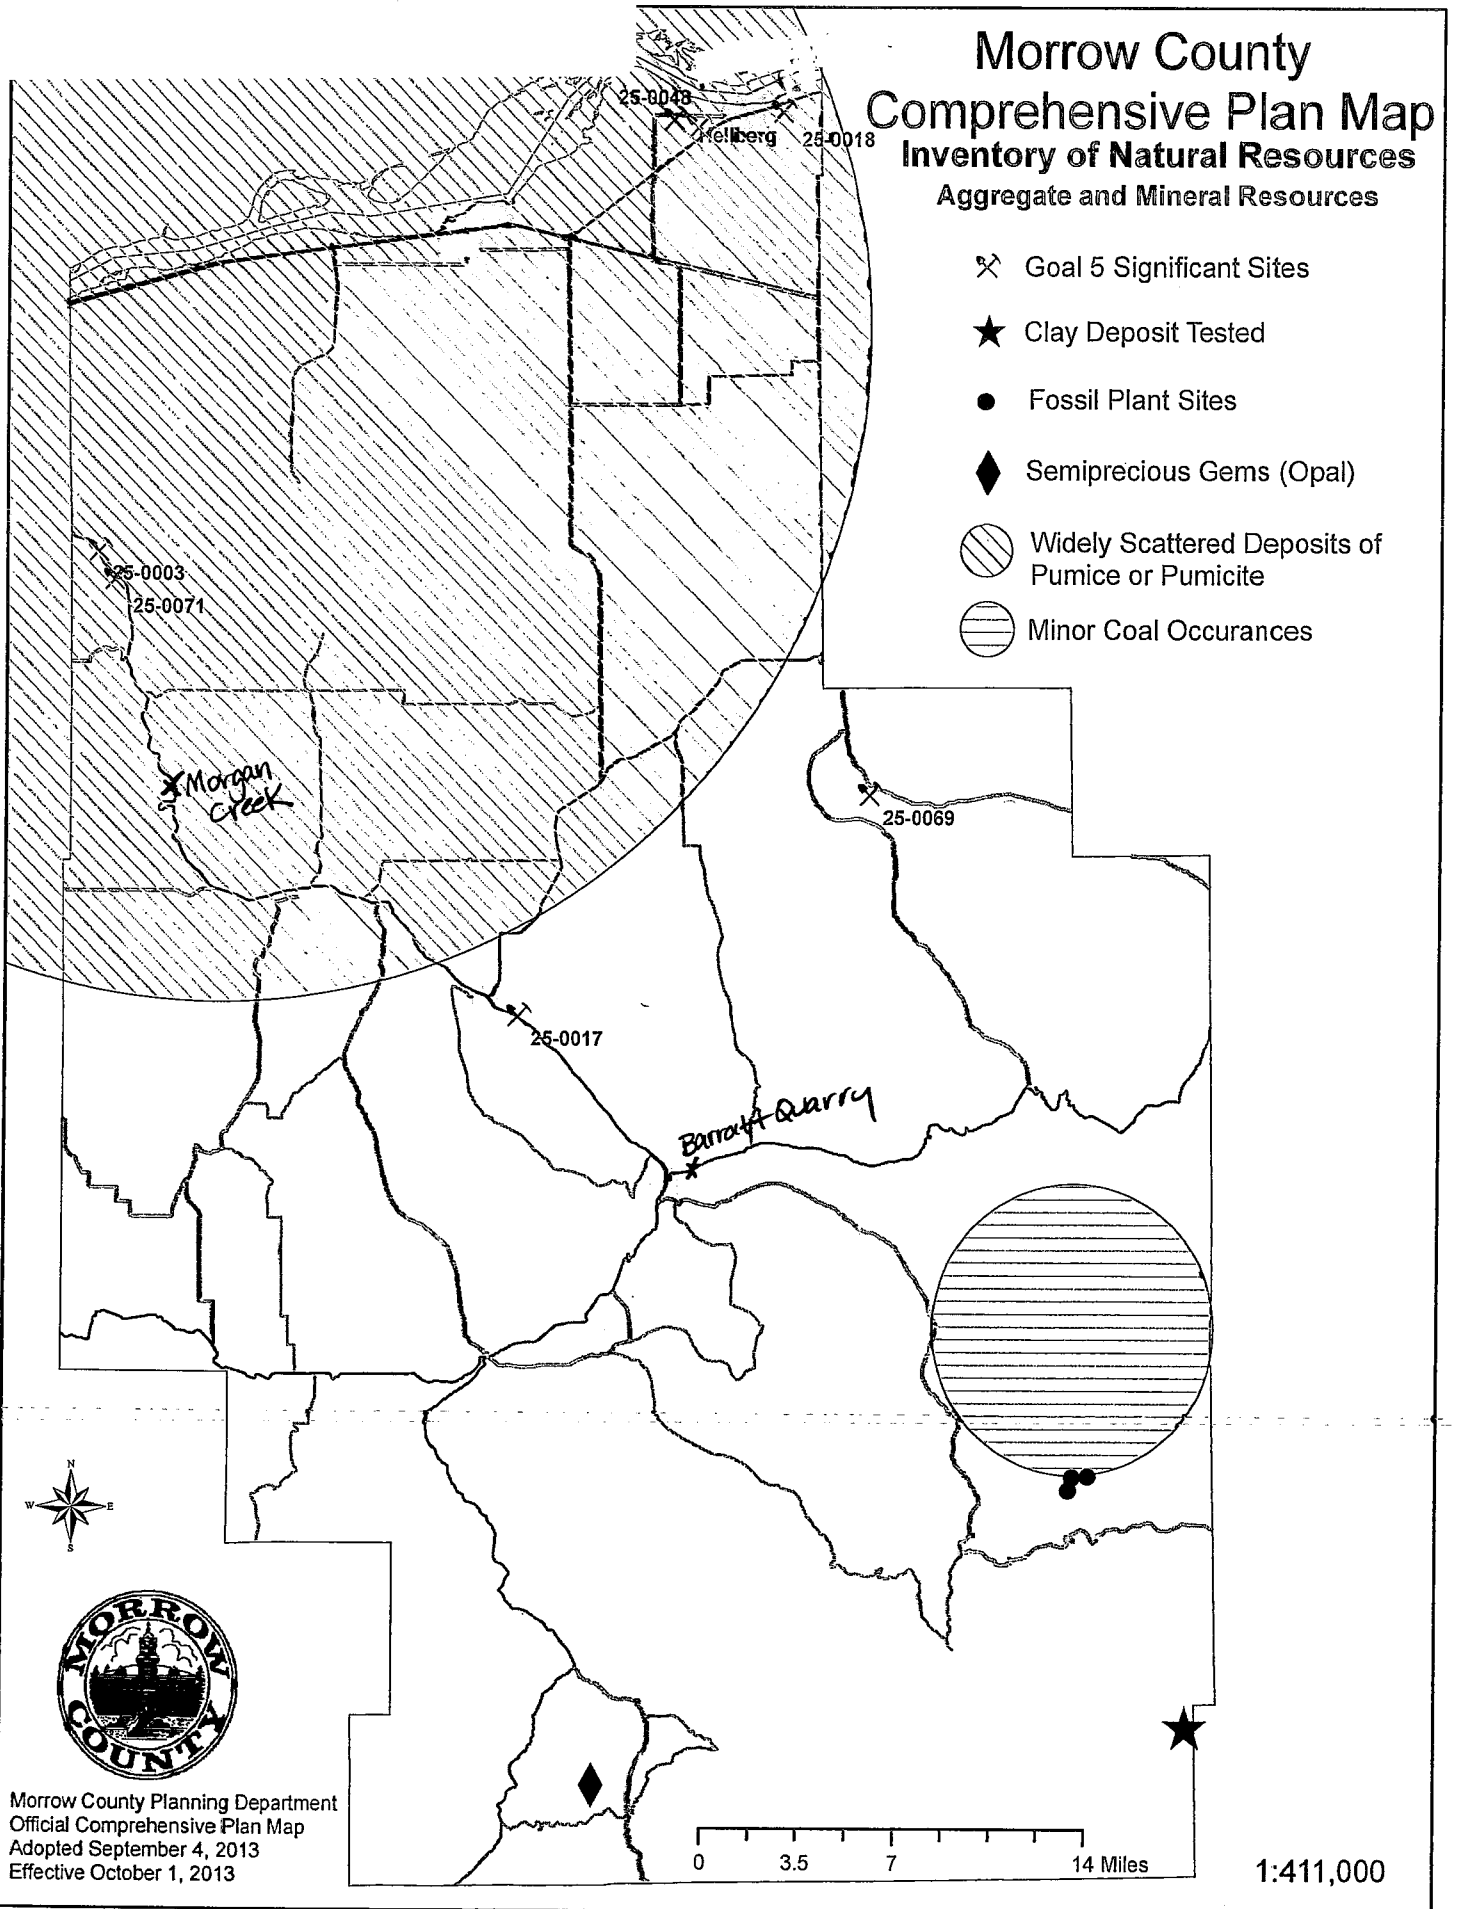 Morrow County
Comprehensive Plan Map
Inventory of Natural Resources
Aggregate and Mineral Resources
Goal 5 Significant Sites
Clay Deposit Tested
Fossil Plant Sites
Semiprecious Gems (Opal)
Widely Scattered Deposits of
Pumice or Pumicite
Minor Coal Occurances
25-0048
Hellberg
25-0018
25-0003
25-0071
Morgan
Creek
25-0069
25-0017
Barratt Quarry
N
W
E
S
MORROW
COUNTY
Morrow County Planning Department
Official Comprehensive Plan Map
Adopted September 4, 2013
Effective October 1, 2013
0
3.5
7
14 Miles
1:411,000